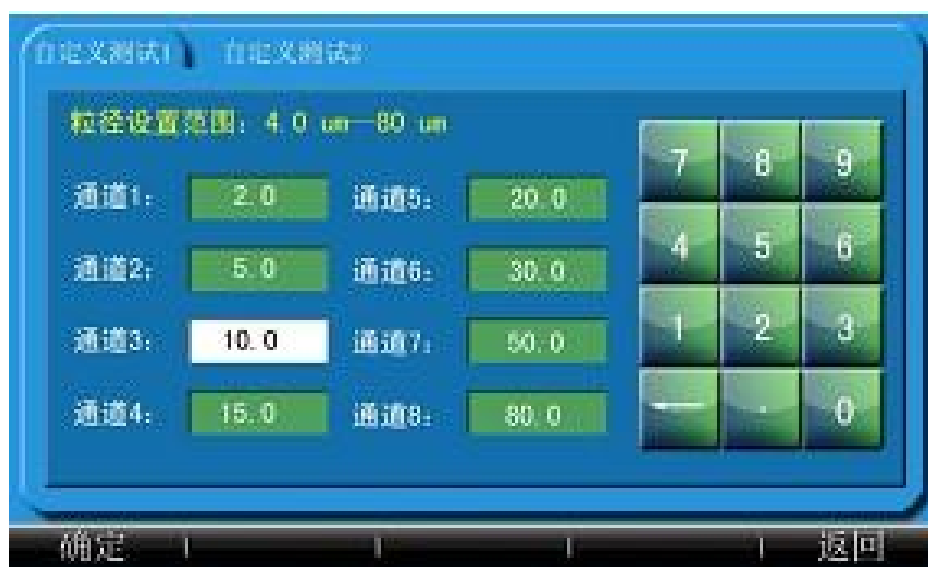 自定义测试1 自定义测试2
粒径设置范围: 4.0 um—80 um
通道1: 2.0 通道5: 20.0 7 8 9
通道2: 5.0 通道6: 30.0 4 5 6
通道3: 10.0 通道7: 50.0 1 2 3
通道4: 15.0 通道8: 80.0 ← . 0
确定 返回